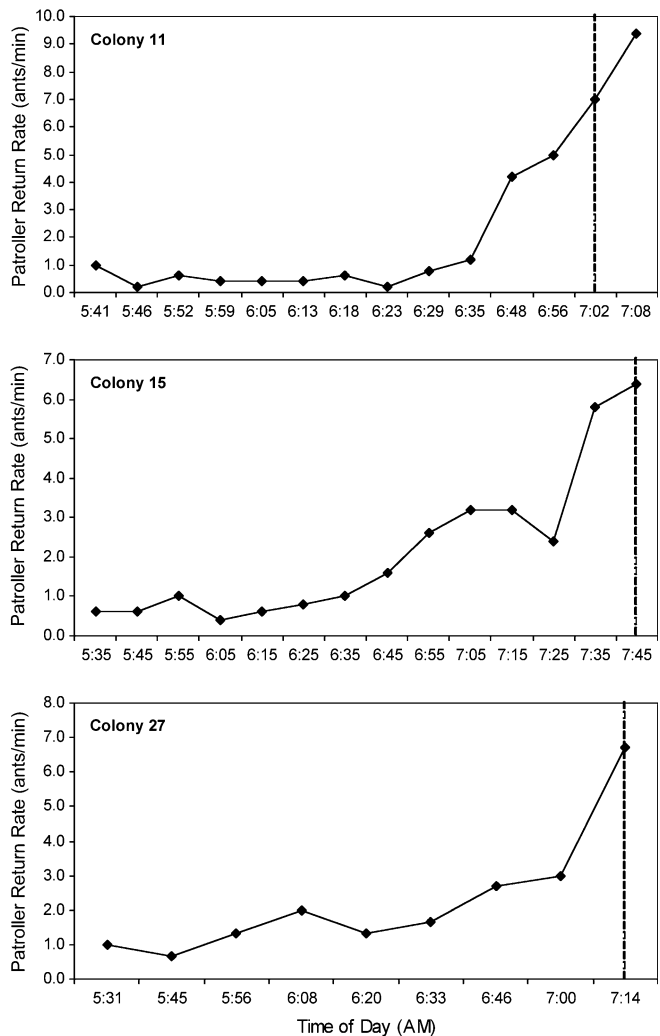 Colony 11
Patroller Return Rate (ants/min)
10.0
9.0
8.0
7.0
6.0
5.0
4.0
3.0
2.0
1.0
0.0
5:41 5:46 5:52 5:59 6:05 6:13 6:18 6:23 6:29 6:35 6:48 6:56 7:02 7:08
Colony 15
Patroller Return Rate (ants/min)
7.0
6.0
5.0
4.0
3.0
2.0
1.0
0.0
5:35 5:45 5:55 6:05 6:15 6:25 6:35 6:45 6:55 7:05 7:15 7:25 7:35 7:45
Colony 27
Patroller Return Rate (ants/min)
8.0
7.0
6.0
5.0
4.0
3.0
2.0
1.0
0.0
5:31 5:45 5:56 6:08 6:20 6:33 6:46 7:00 7:14
Time of Day (AM)